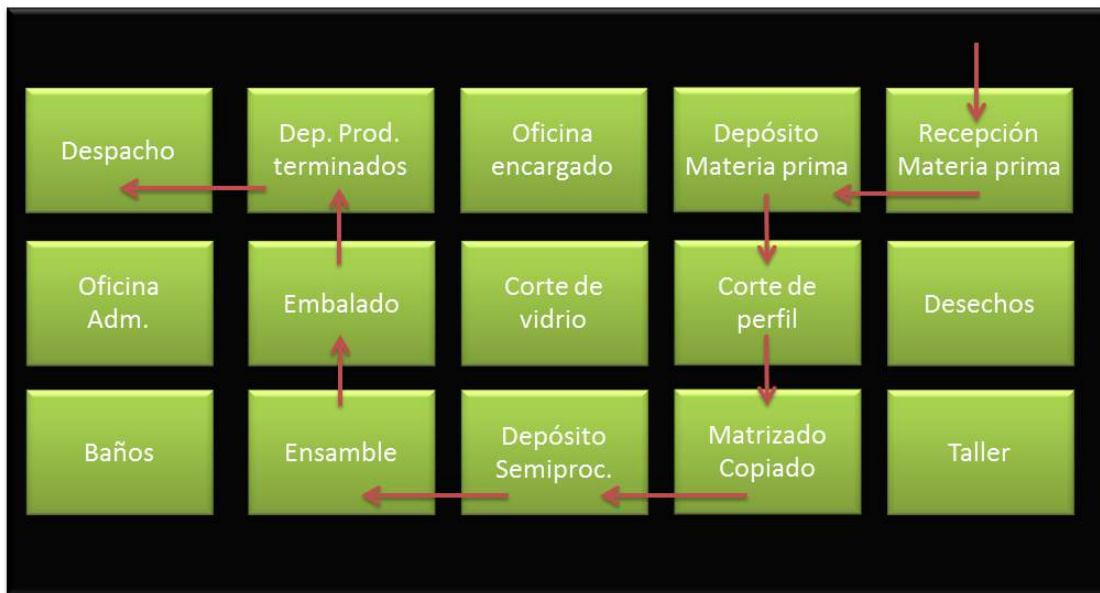 Despacho
Dep. Prod.
terminados
Oficina
encargado
Depósito
Materia prima
Recepción
Materia prima
Oficina
Adm.
Embalado
Corte de
vidrio
Corte de
perfil
Desechos
Baños
Ensamble
Depósito
Semiproc.
Matrizado
Copiado
Taller